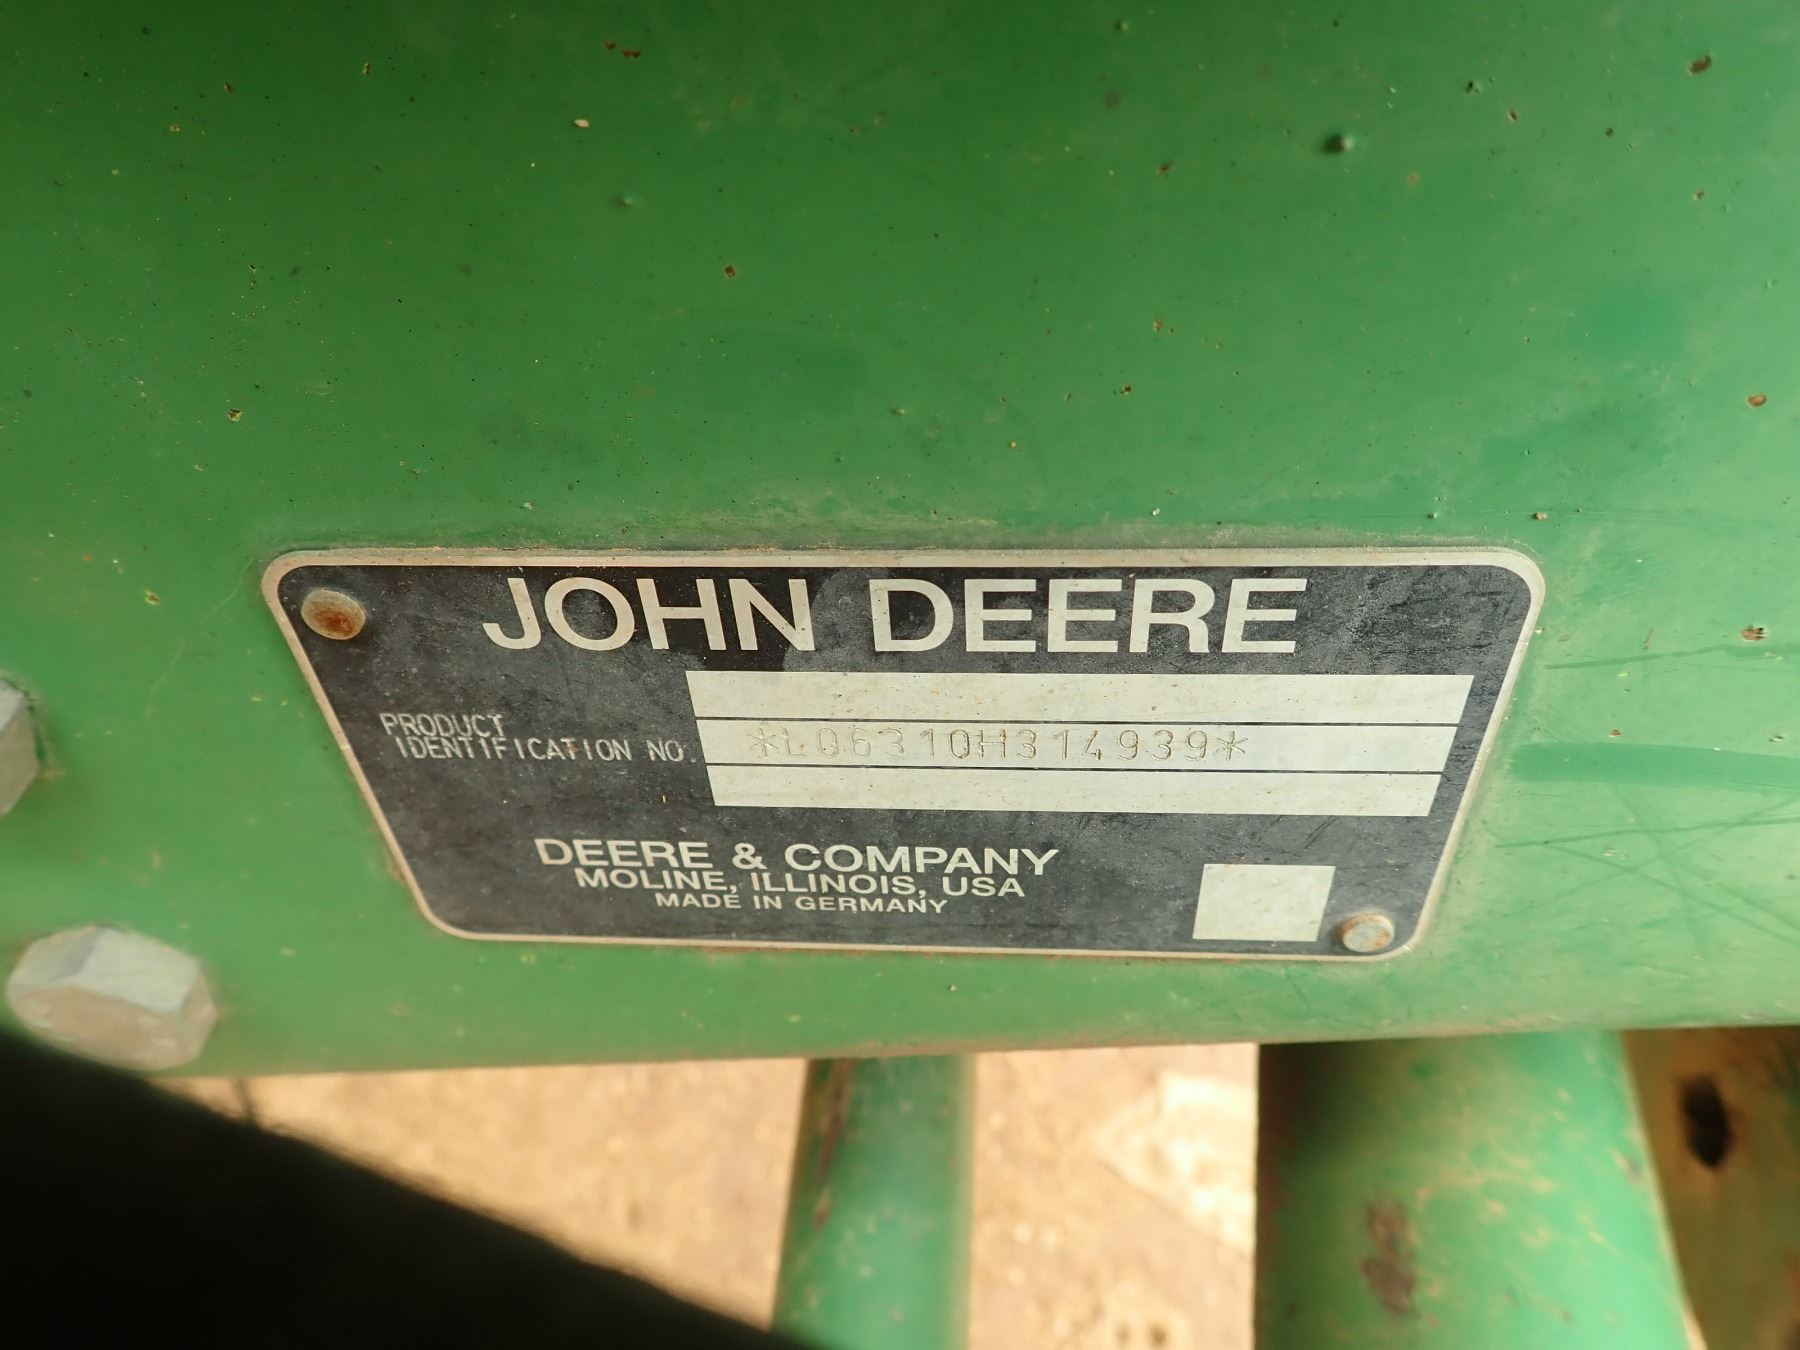 JOHN DEERE
PRODUCT
IDENTIFICATION NO.
*L06310H314939*
DEERE & COMPANY
MOLINE, ILLINOIS, USA
MADE IN GERMANY